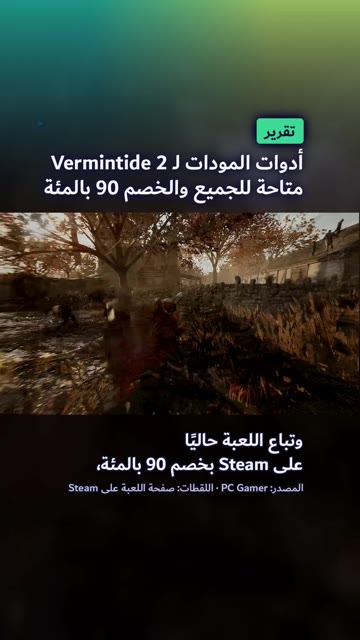 تقرير
أدوات المودات لـ Vermintide 2
متاحة للجميع والخصم 90 بالمئة
وتباع اللعبة حاليًا
على Steam بخصم 90 بالمئة،
المصدر: PC Gamer · اللقطات: صفحة اللعبة على Steam